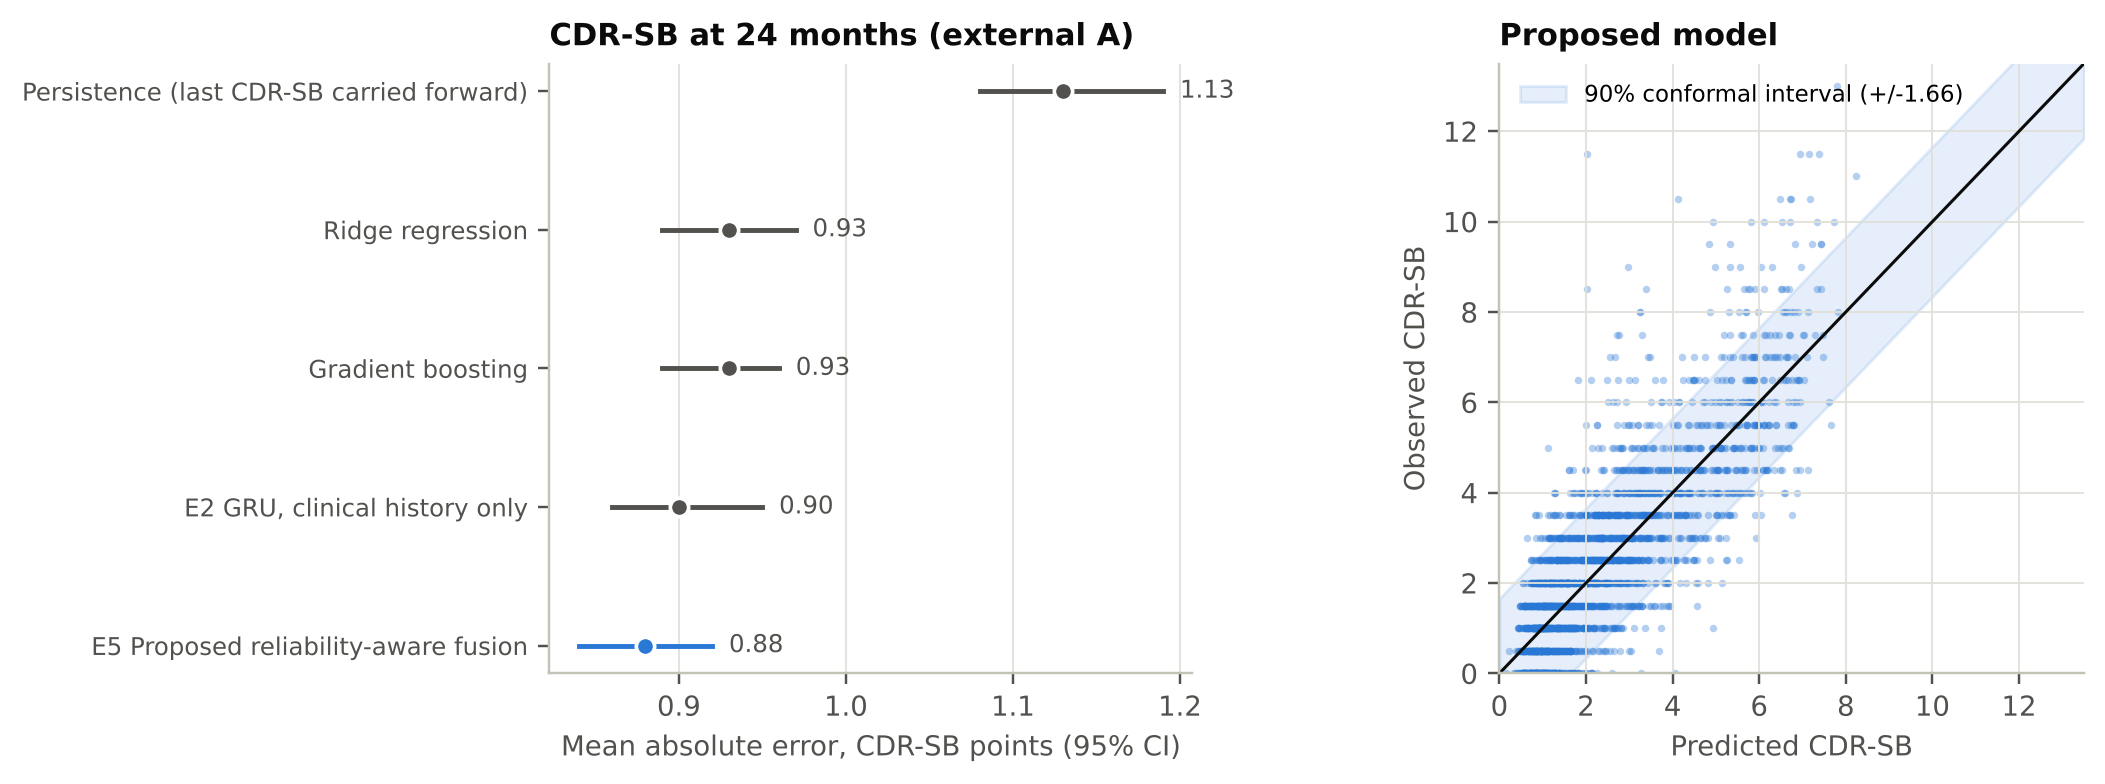 CDR-SB at 24 months (external A)
Persistence (last CDR-SB carried forward)
1.13
Ridge regression
0.93
Gradient boosting
0.93
E2 GRU, clinical history only
0.90
E5 Proposed reliability-aware fusion
0.88
0.9 1.0 1.1 1.2
Mean absolute error, CDR-SB points (95% CI)
Proposed model
90% conformal interval (+/-1.66)
Observed CDR-SB
12
10
8
6
4
2
0
0 2 4 6 8 10 12
Predicted CDR-SB